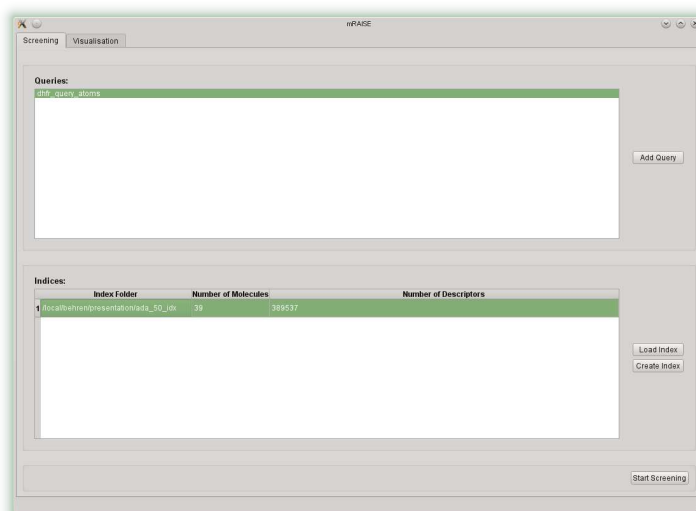 mRAISE
Screening Visualisation
Queries:
dhfr_query_atoms
Add Query
Indices:
Index Folder Number of Molecules Number of Descriptors
1 /local/behren/presentation/ada_50_idx 39 389537
Load Index
Create Index
Start Screening